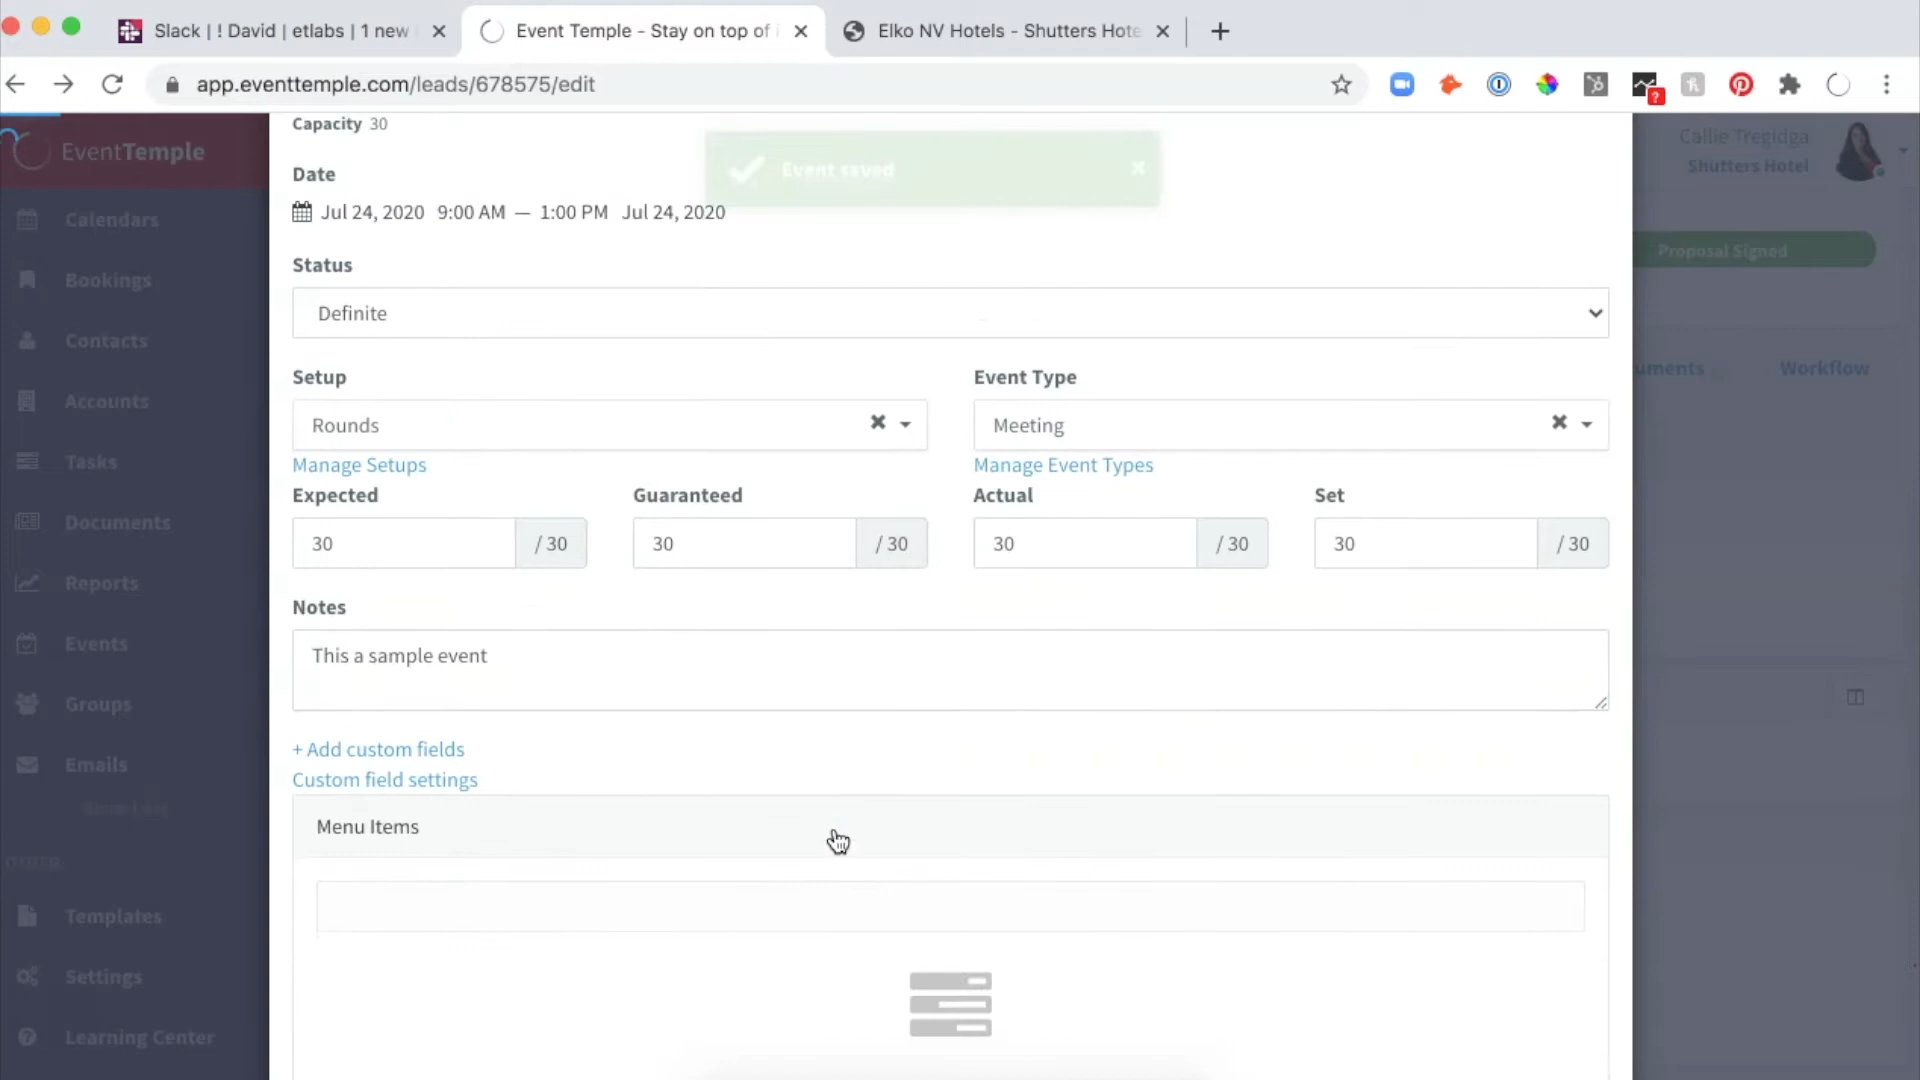 Slack | ! David | etlabs | 1 new
Event Temple - Stay on top of
Elko NV Hotels - Shutters Hote
app.eventtemple.com/leads/678575/edit
EventTemple
Callie Tregidga
Shutters Hotel
Calendars
Bookings
Contacts
Accounts
Tasks
Documents
Reports
Events
Groups
Emails
Templates
Settings
Learning Center
Capacity 30
Event saved
Date
Jul 24, 2020 9:00 AM — 1:00 PM Jul 24, 2020
Proposal Signed
Status
Definite
uments
Workflow
Setup
Event Type
Rounds
Meeting
Manage Setups
Manage Event Types
Expected
Guaranteed
Actual
Set
30 / 30
30 / 30
30 / 30
30 / 30
Notes
This a sample event
+ Add custom fields
Custom field settings
Menu Items